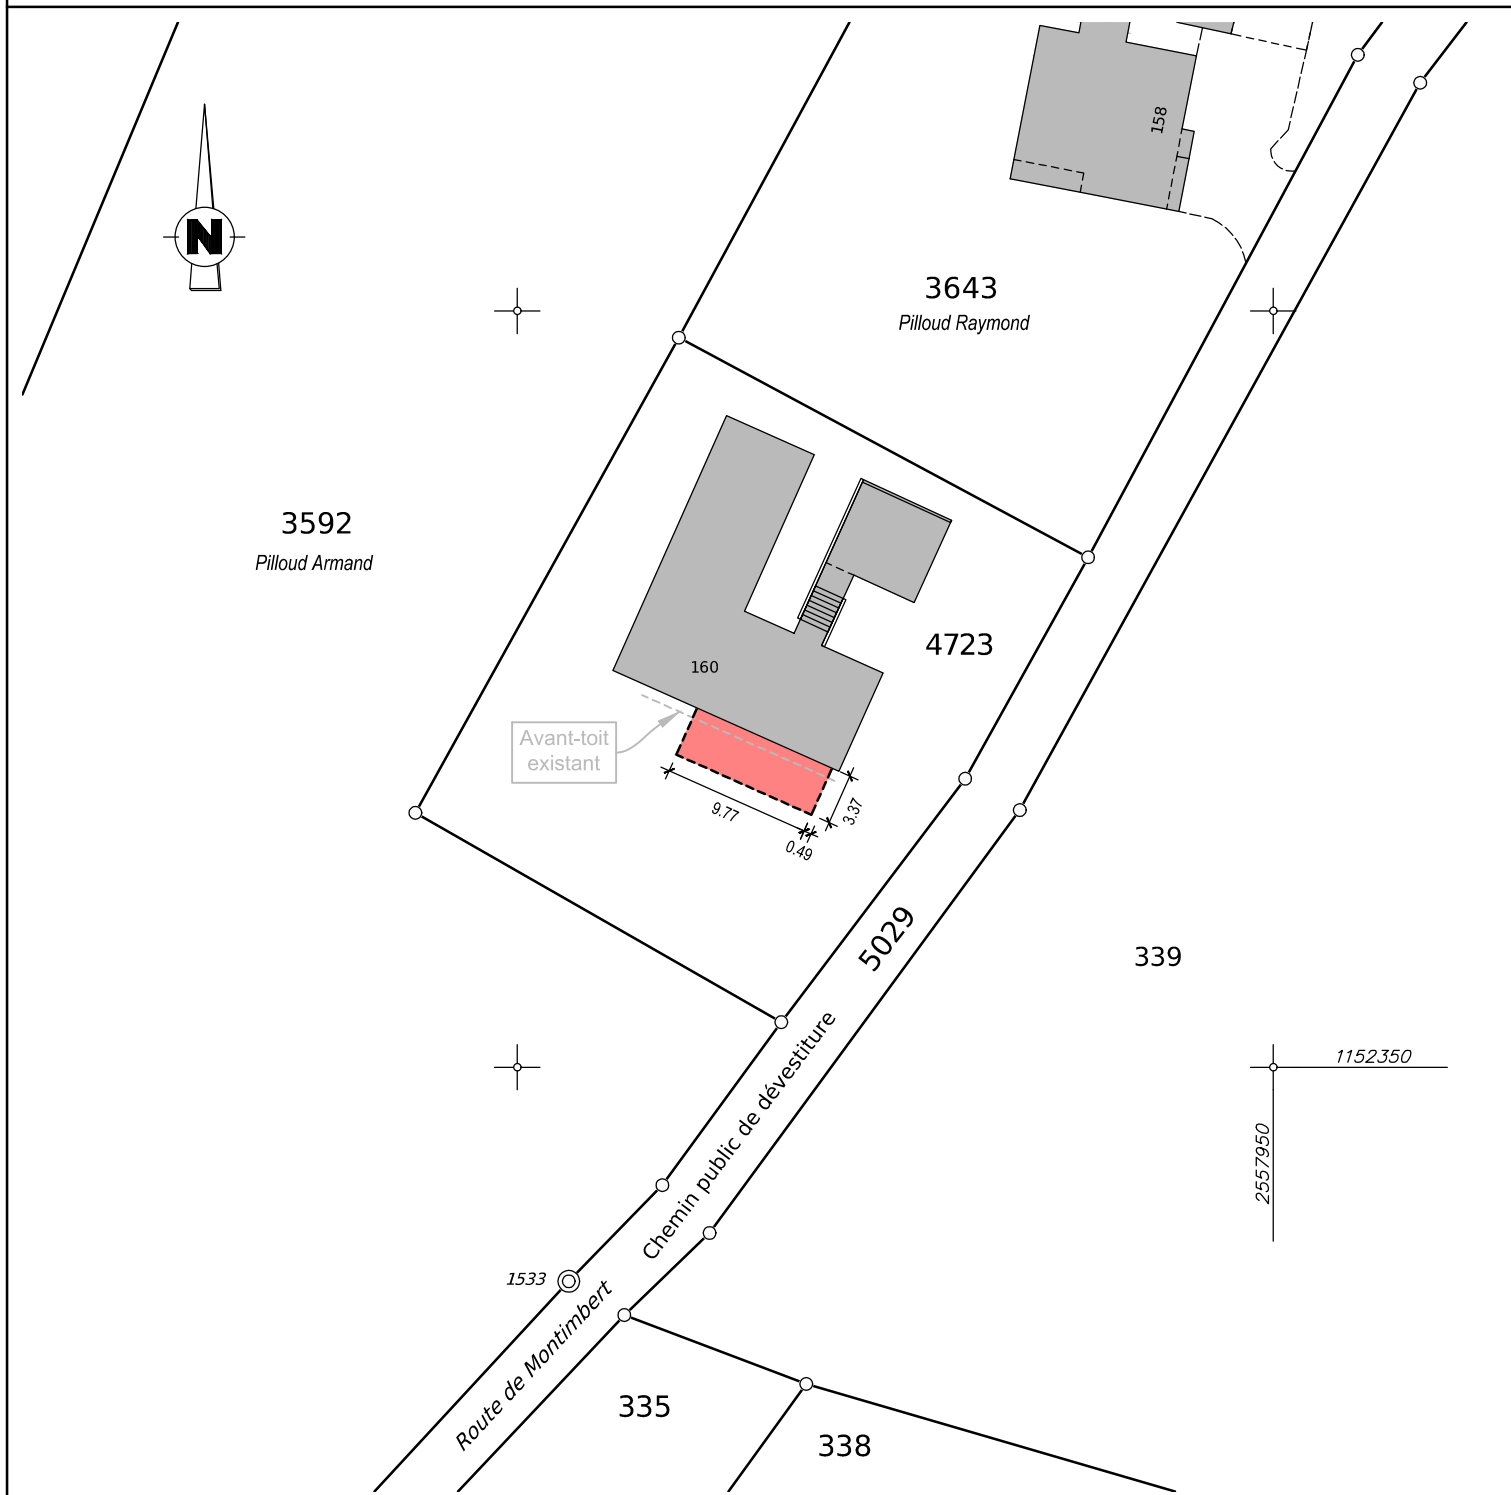 158
N
3643
Pilloud Raymond
3592
Pilloud Armand
4723
160
Avant-toit
existant
9.77
3.37
0.49
5029
339
1152350
2557950
Chemin public de dévestiture
1533
Route de Montimbert
335
338